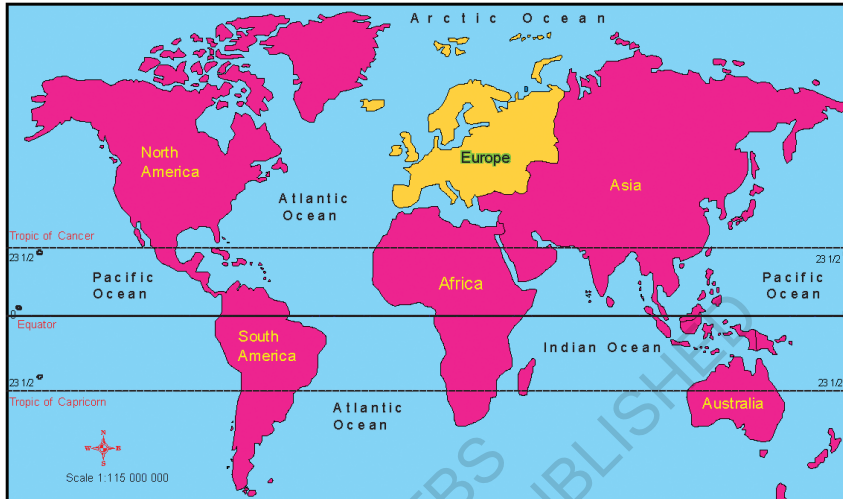 Arctic Ocean
North
America
Europe
Asia
Atlantic
Ocean
Tropic of Cancer
23 1/2
23 1/2
Pacific
Ocean
Africa
Pacific
Ocean
0
Equator
South
America
Indian Ocean
23 1/2
23 1/2
Tropic of Capricorn
Atlantic
Ocean
Australia
N
W
S
Scale 1:115 000 000